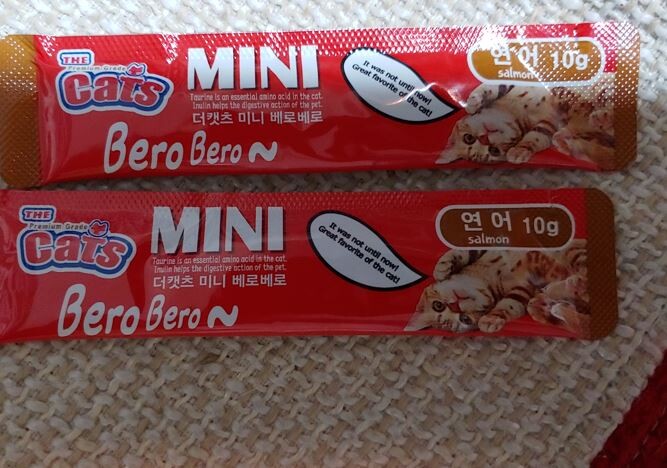 THE
Premium Grade
Cats
MINI
Taurine is an essential amino acid in the cat.
Inulin helps the digestive action of the pet.
더캣츠 미니 베로베로
Bero Bero ~
It was not until now!
Great favorite of the cat!
연어 10g
salmon
THE
Premium Grade
Cats
MINI
Taurine is an essential amino acid in the cat.
Inulin helps the digestive action of the pet.
더캣츠 미니 베로베로
Bero Bero ~
It was not until now!
Great favorite of the cat!
연어 10g
salmon